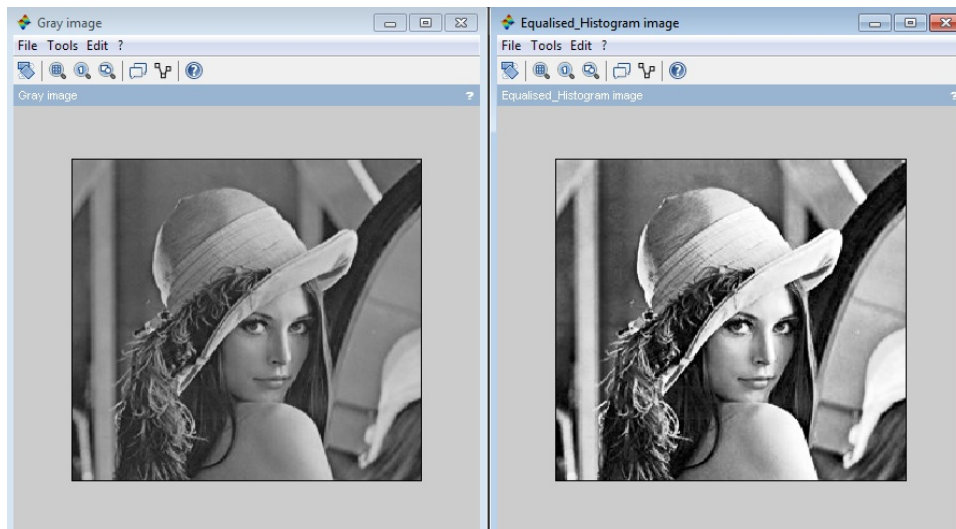 Gray image
File Tools Edit ?
Gray image ?
Equalised_Histogram image
File Tools Edit ?
Equalised_Histogram image ?